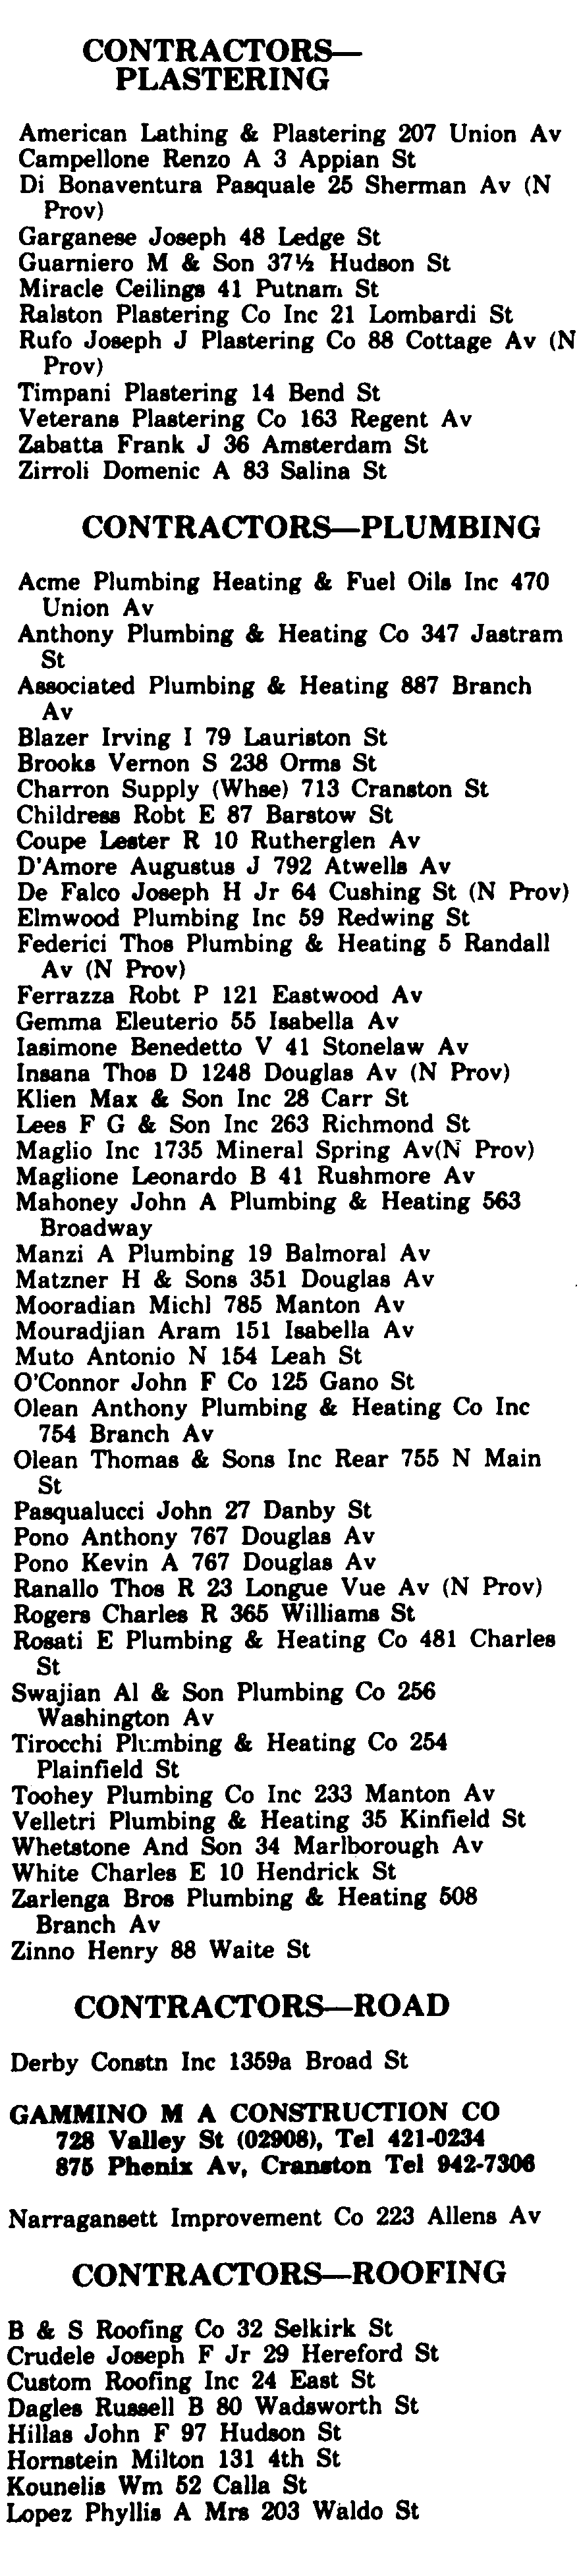 CONTRACTORS—
PLASTERING
American Lathing & Plastering 207 Union Av
Campellone Renzo A 3 Appian St
Di Bonaventura Pasquale 25 Sherman Av (N
Prov)
Garganese Joseph 48 Ledge St
Guarniero M & Son 37½ Hudson St
Miracle Ceilings 41 Putnam St
Ralston Plastering Co Inc 21 Lombardi St
Rufo Joseph J Plastering Co 88 Cottage Av (N
Prov)
Timpani Plastering 14 Bend St
Veterans Plastering Co 163 Regent Av
Zabatta Frank J 36 Amsterdam St
Zirroli Domenic A 83 Salina St
CONTRACTORS—PLUMBING
Acme Plumbing Heating & Fuel Oils Inc 470
Union Av
Anthony Plumbing & Heating Co 347 Jastram
St
Associated Plumbing & Heating 887 Branch
Av
Blazer Irving I 79 Lauriston St
Brooks Vernon S 238 Orms St
Charron Supply (Whse) 713 Cranston St
Childress Robt E 87 Barstow St
Coupe Lester R 10 Rutherglen Av
D'Amore Augustus J 792 Atwells Av
De Falco Joseph H Jr 64 Cushing St (N Prov)
Elmwood Plumbing Inc 59 Redwing St
Federici Thos Plumbing & Heating 5 Randall
Av (N Prov)
Ferrazza Robt P 121 Eastwood Av
Gemma Eleuterio 55 Isabella Av
Iasimone Benedetto V 41 Stonelaw Av
Insana Thos D 1248 Douglas Av (N Prov)
Klien Max & Son Inc 28 Carr St
Lees F G & Son Inc 263 Richmond St
Maglio Inc 1735 Mineral Spring Av(N Prov)
Maglione Leonardo B 41 Rushmore Av
Mahoney John A Plumbing & Heating 563
Broadway
Manzi A Plumbing 19 Balmoral Av
Matzner H & Sons 351 Douglas Av
Mooradian Michl 785 Manton Av
Mouradjian Aram 151 Isabella Av
Muto Antonio N 154 Leah St
O'Connor John F Co 125 Gano St
Olean Anthony Plumbing & Heating Co Inc
754 Branch Av
Olean Thomas & Sons Inc Rear 755 N Main
St
Pasqualucci John 27 Danby St
Pono Anthony 767 Douglas Av
Pono Kevin A 767 Douglas Av
Ranallo Thos R 23 Longue Vue Av (N Prov)
Rogers Charles R 365 Williams St
Rosati E Plumbing & Heating Co 481 Charles
St
Swajian Al & Son Plumbing Co 256
Washington Av
Tirocchi Plumbing & Heating Co 254
Plainfield St
Toohey Plumbing Co Inc 233 Manton Av
Velletri Plumbing & Heating 35 Kinfield St
Whetstone And Son 34 Marlborough Av
White Charles E 10 Hendrick St
Zarlenga Bros Plumbing & Heating 508
Branch Av
Zinno Henry 88 Waite St
CONTRACTORS—ROAD
Derby Constn Inc 1359a Broad St
GAMMINO M A CONSTRUCTION CO
728 Valley St (02908), Tel 421-0234
875 Phenix Av, Cranston Tel 942-7306
Narragansett Improvement Co 223 Allens Av
CONTRACTORS—ROOFING
B & S Roofing Co 32 Selkirk St
Crudele Joseph F Jr 29 Hereford St
Custom Roofing Inc 24 East St
Dagles Russell B 80 Wadsworth St
Hillas John F 97 Hudson St
Hornstein Milton 131 4th St
Kounelis Wm 52 Calla St
Lopez Phyllis A Mrs 203 Waldo St